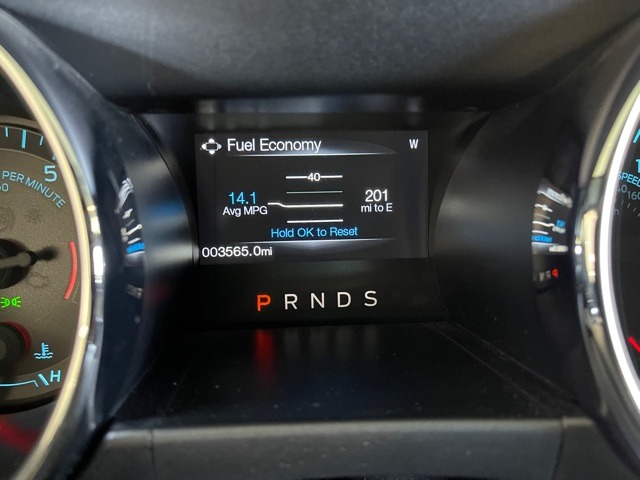 Fuel Economy W
40
14.1 201
Avg MPG mi to E
Hold OK to Reset
003565.0mi
P R N D S
5
PER MINUTE
H
SPEED